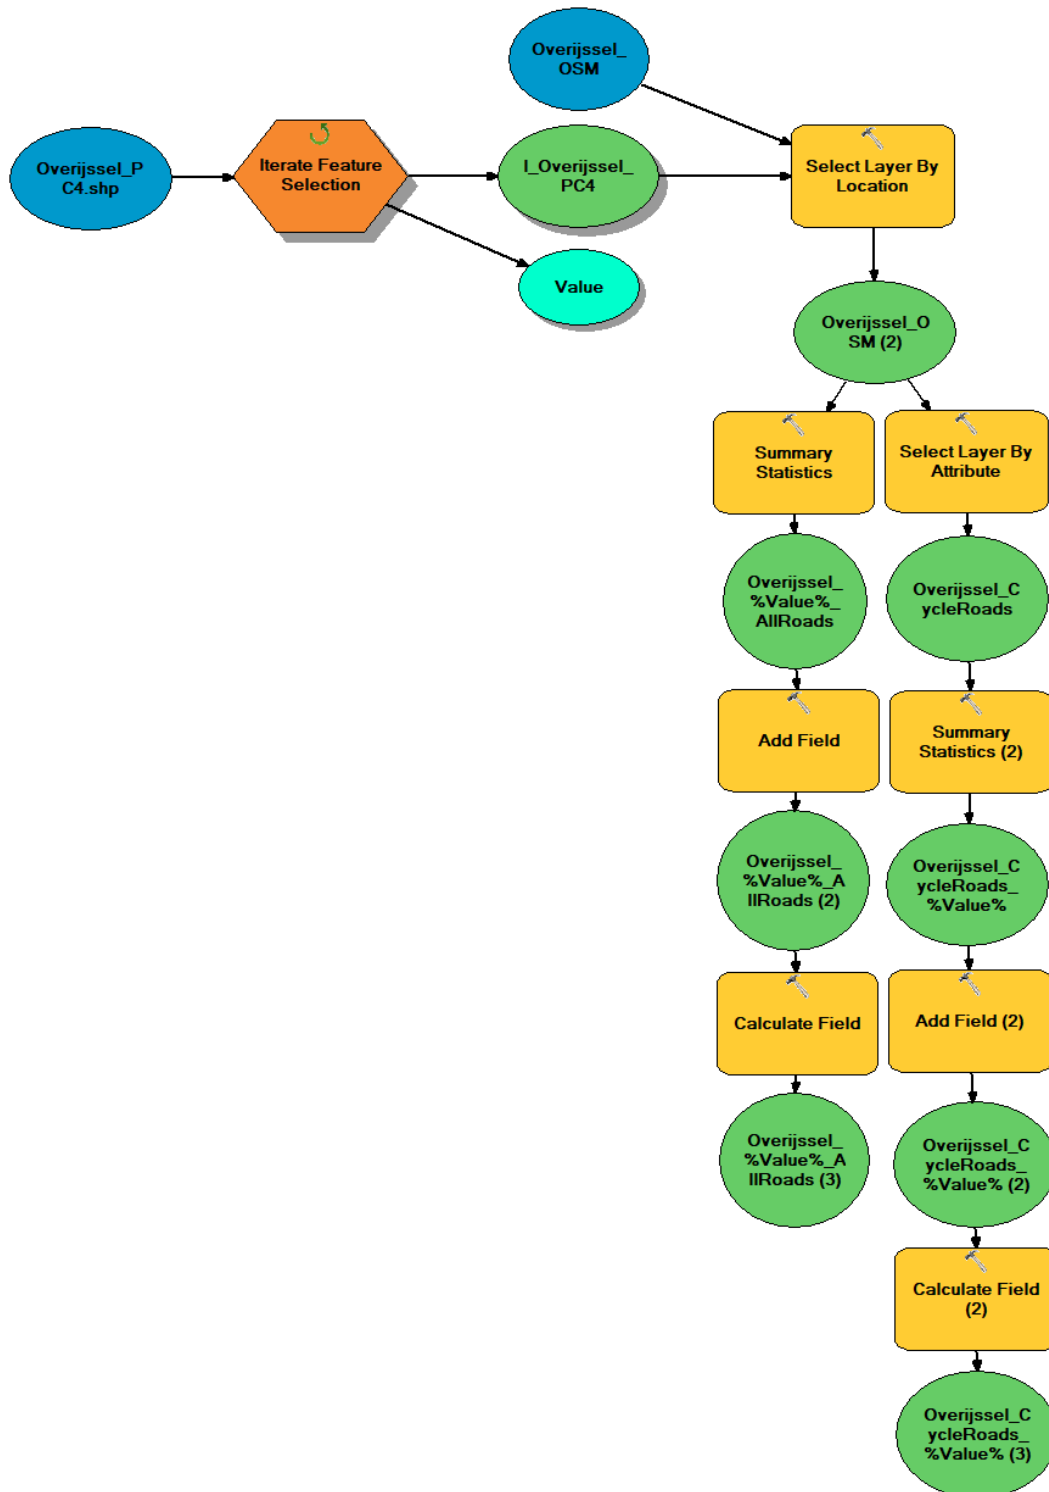 Overijssel_
OSM
Overijssel_P
C4.shp
Iterate Feature
Selection
I_Overijssel_
PC4
Select Layer By
Location
Value
Overijssel_O
SM (2)
Summary
Statistics
Select Layer By
Attribute
Overijssel_
%Value%_
AllRoads
Overijssel_C
ycleRoads
Add Field
Summary
Statistics (2)
Overijssel_
%Value%_A
llRoads (2)
Overijssel_C
ycleRoads_
%Value%
Calculate Field
Add Field (2)
Overijssel_
%Value%_A
llRoads (3)
Overijssel_C
ycleRoads_
%Value% (2)
Calculate Field
(2)
Overijssel_C
ycleRoads_
%Value% (3)